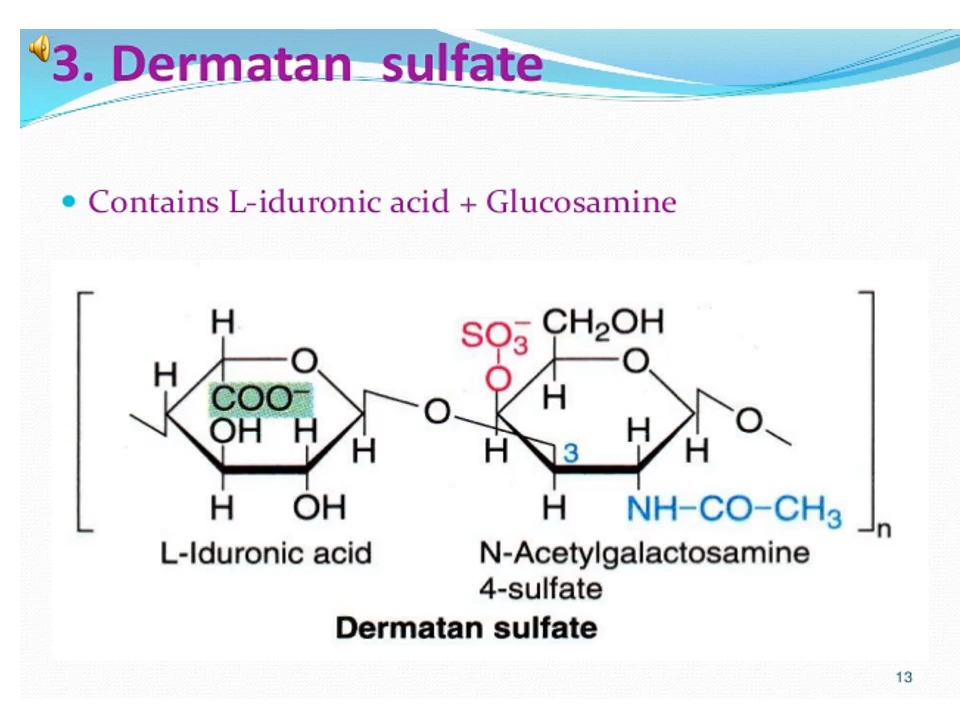 3. Dermatan sulfate
• Contains L-iduronic acid + Glucosamine
H SO₃⁻ CH₂OH
H O O O
COO⁻ H
OH H H O H O
H H 3 H
H OH H NH–CO–CH₃
n
L-Iduronic acid N-Acetylgalactosamine
4-sulfate
Dermatan sulfate
13